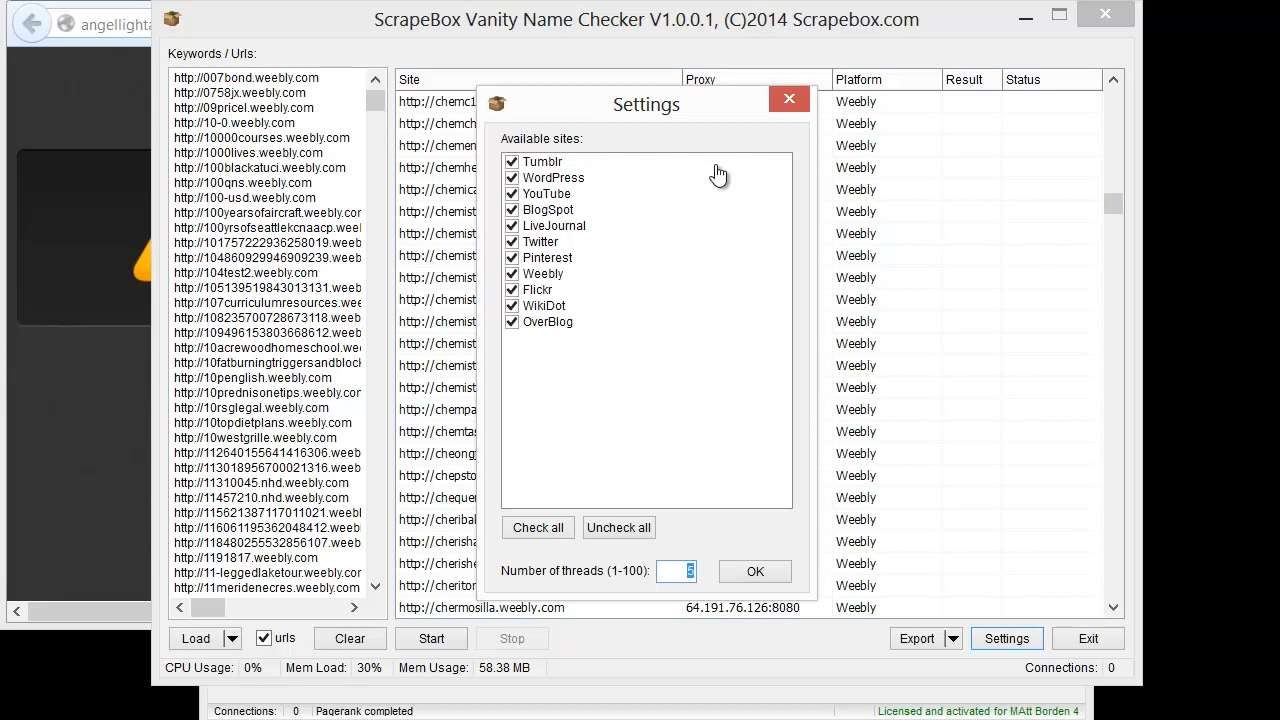 angellighta
ScrapeBox Vanity Name Checker V1.0.0.1, (C)2014 Scrapebox.com
Keywords / Urls:
http://007bond.weebly.com
http://0758jx.weebly.com
http://09pricel.weebly.com
http://10-0.weebly.com
http://10000courses.weebly.com
http://1000lives.weebly.com
http://100blackatuci.weebly.com
http://100qns.weebly.com
http://100-usd.weebly.com
http://100yearsofaircraft.weebly.cor
http://100yrsofseattlekcnaacp.weebl
http://101757222936258019.weeb
http://104860929946909239.weeb
http://104test2.weebly.com
http://105139519843013131.weeb
http://107curriculumresources.weeb
http://108235700728673118.weeb
http://109496153803668612.weeb
http://10acrewoodhomeschool.wee
http://10fatburningtriggersandblock
http://10penglish.weebly.com
http://10prednisonetips.weebly.cor
http://10rsglegal.weebly.com
http://10topdietplans.weebly.com
http://10westgrille.weebly.com
http://112640155641416306.weeb
http://113018956700021316.weeb
http://11310045.nhd.weebly.com
http://11457210.nhd.weebly.com
http://115621387117011021.weebl
http://116061195362048412.weebl
http://118480255532856107.weebl
http://1191817.weebly.com
http://11-leggedlaketour.weebly.con
http://11meridenecres.weebly.com
Site Proxy Platform Result Status
http://chemc1 Weebly
http://chemch Weebly
http://chemer Weebly
http://chemhe Weebly
http://chemica Weebly
http://chemist Weebly
http://chemist Weebly
http://chemist Weebly
http://chemist Weebly
http://chemist Weebly
http://chemist Weebly
http://chemist Weebly
http://chemist Weebly
http://chemist Weebly
http://chempa Weebly
http://chemtas Weebly
http://cheong Weebly
http://chepsto Weebly
http://chequer Weebly
http://cheribal Weebly
http://cherisha Weebly
http://cherishe Weebly
http://cheritor Weebly
http://chermosilla.weebly.com 64.191.76.126:8080 Weebly
Settings
Available sites:
Tumblr
WordPress
YouTube
BlogSpot
LiveJournal
Twitter
Pinterest
Weebly
Flickr
WikiDot
OverBlog
Check all Uncheck all
Number of threads (1-100): 5 OK
Load urls Clear Start Stop Export Settings Exit
CPU Usage: 0% Mem Load: 30% Mem Usage: 58.38 MB Connections: 0
Connections: 0 Pagerank completed Licensed and activated for MAtt Borden 4